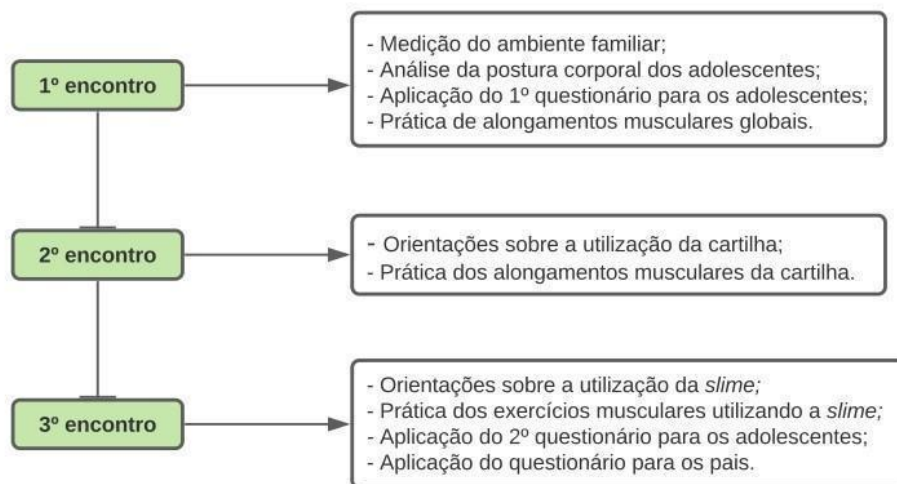 1º encontro
- Medição do ambiente familiar;
- Análise da postura corporal dos adolescentes;
- Aplicação do 1º questionário para os adolescentes;
- Prática de alongamentos musculares globais.
2º encontro
- Orientações sobre a utilização da cartilha;
- Prática dos alongamentos musculares da cartilha.
3º encontro
- Orientações sobre a utilização da slime;
- Prática dos exercícios musculares utilizando a slime;
- Aplicação do 2º questionário para os adolescentes;
- Aplicação do questionário para os pais.